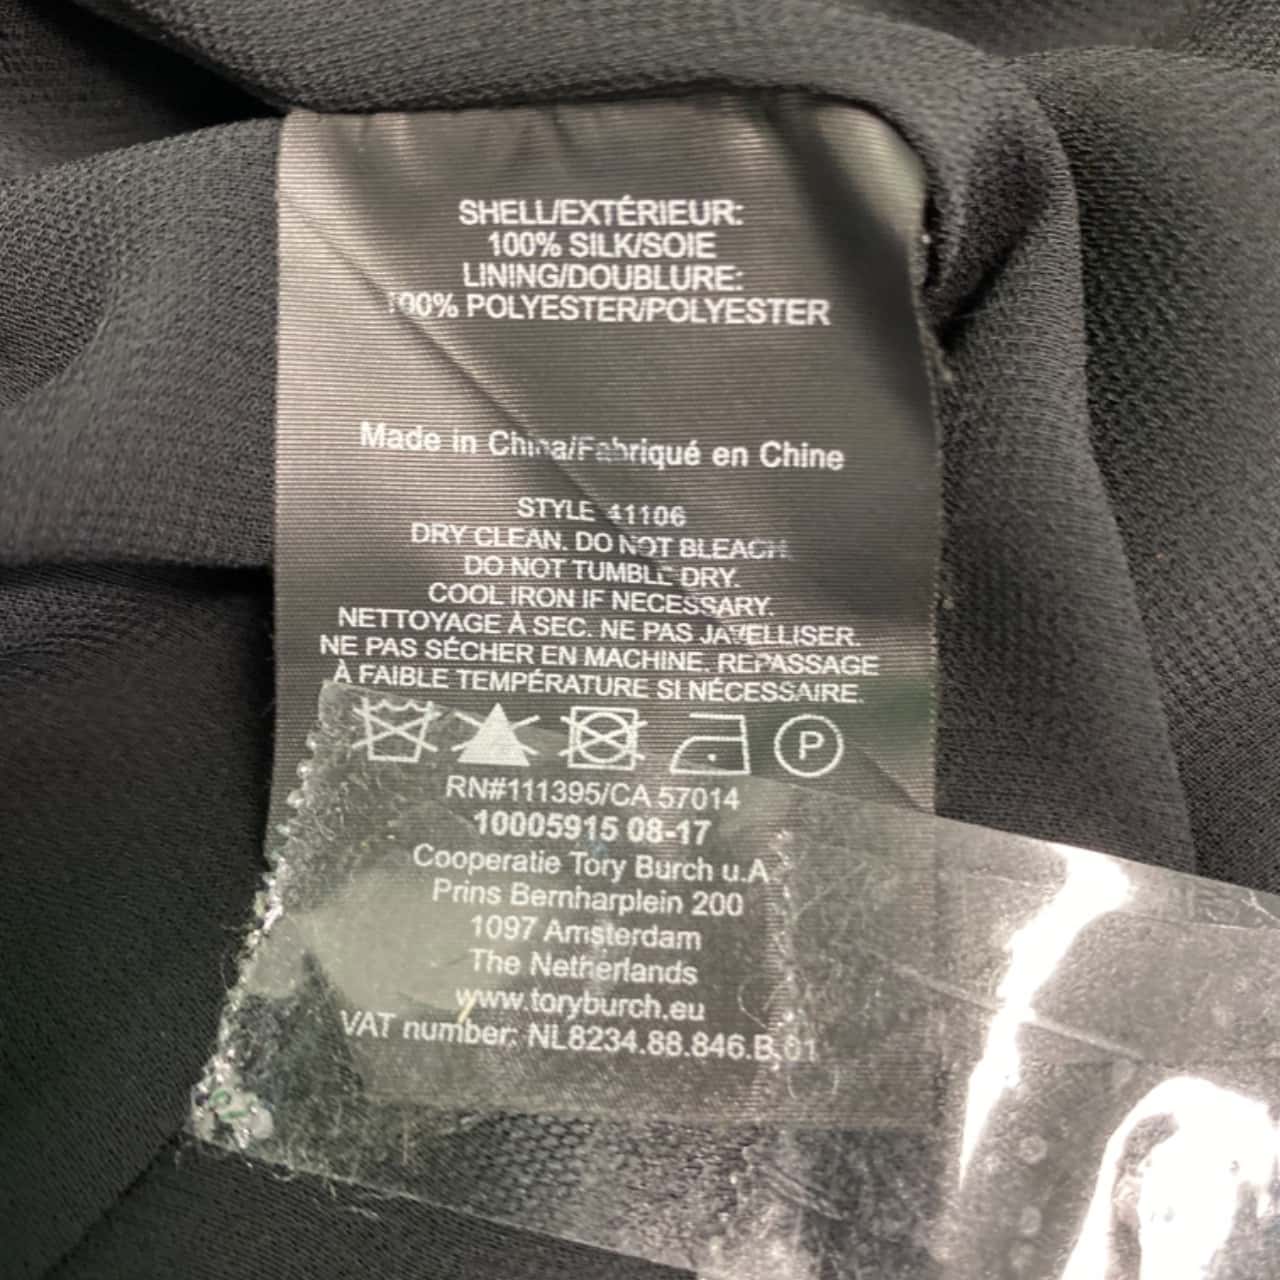 SHELL/EXTÉRIEUR:
100% SILK/SOIE
LINING/DOUBLURE:
100% POLYESTER/POLYESTER
Made in China/Fabriqué en Chine
STYLE 41106
DRY CLEAN. DO NOT BLEACH.
DO NOT TUMBLE DRY.
COOL IRON IF NECESSARY.
NETTOYAGE À SEC. NE PAS JAVELLISER.
NE PAS SÉCHER EN MACHINE. REPASSAGE
À FAIBLE TEMPÉRATURE SI NÉCESSAIRE.
P
RN#111395/CA 57014
10005915 08-17
Cooperatie Tory Burch u.A
Prins Bernharplein 200
1097 Amsterdam
The Netherlands
www.toryburch.eu
VAT number: NL8234.88.846.B.01